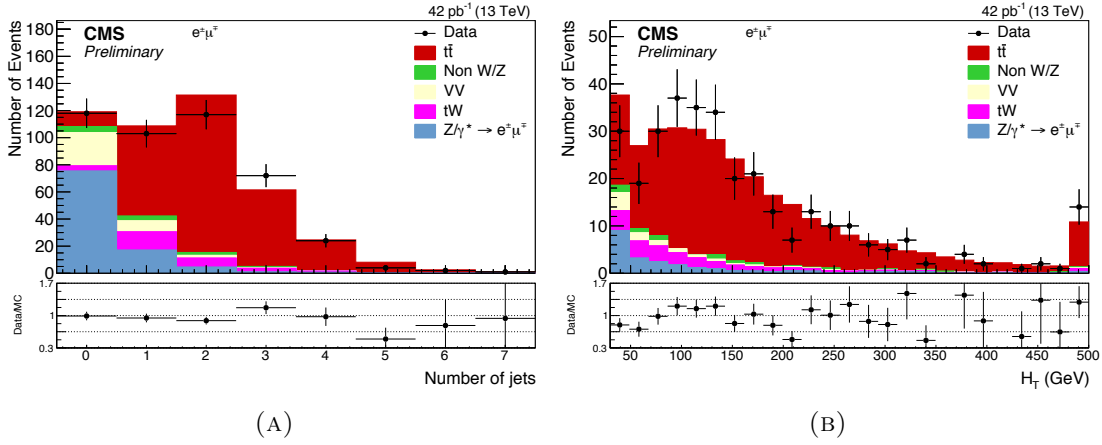 42 pb⁻¹ (13 TeV)
CMS
Preliminary
e±μ∓
Data
tt̄
Non W/Z
VV
tW
Z/γ* → e±μ∓
Number of Events
180
160
140
120
100
80
60
40
20
0
Data/MC
1.7
1
0.3
0 1 2 3 4 5 6 7
Number of jets
(A)
42 pb⁻¹ (13 TeV)
CMS
Preliminary
e±μ∓
Data
tt̄
Non W/Z
VV
tW
Z/γ* → e±μ∓
Number of Events
50
40
30
20
10
0
Data/MC
1.7
1
0.3
50 100 150 200 250 300 350 400 450 500
H_T (GeV)
(B)